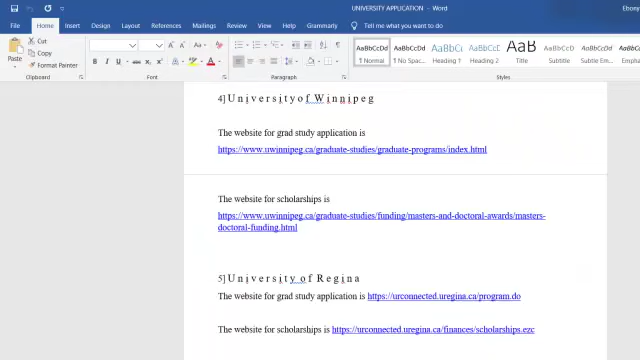 UNIVERSITY APPLICATION - Word
Ebony
File Home Insert Design Layout References Mailings Review View Help Grammarly Tell me what you want to do
Cut
Copy
Format Painter
Paste
Clipboard
Font
Paragraph
Styles
AaBbCcDd AaBbCcDd AaBbCc AaBbCcD AaB AaBbCcD AaBbCcDd AaBbCcDd
¶ Normal ¶ No Spac... Heading 1 Heading 2 Title Subtitle Subtle Em... Emphasis
4] U n i v e r s i t y o f W i n n i p e g
The website for grad study application is
https://www.uwinnipeg.ca/graduate-studies/graduate-programs/index.html
The website for scholarships is
https://www.uwinnipeg.ca/graduate-studies/funding/masters-and-doctoral-awards/masters-
doctoral-funding.html
5] U n i v e r s i t y o f R e g i n a
The website for grad study application is https://urconnected.uregina.ca/program.do
The website for scholarships is https://urconnected.uregina.ca/finances/scholarships.ezc